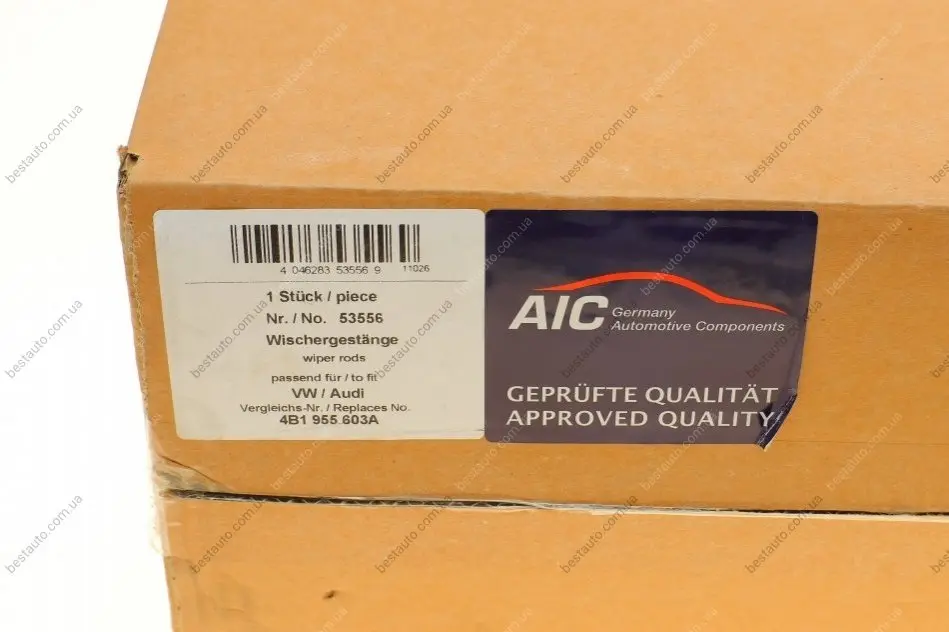 4 046283 53556 9
11026
1 Stück / piece
Nr. / No. 53556
Wischergestänge
wiper rods
passend für / to fit
VW / Audi
Vergleichs-Nr. / Replaces No.
4B1 955 603A
AIC Germany
Automotive Components
GEPRÜFTE QUALITÄT
APPROVED QUALITY
bestauto.com.ua